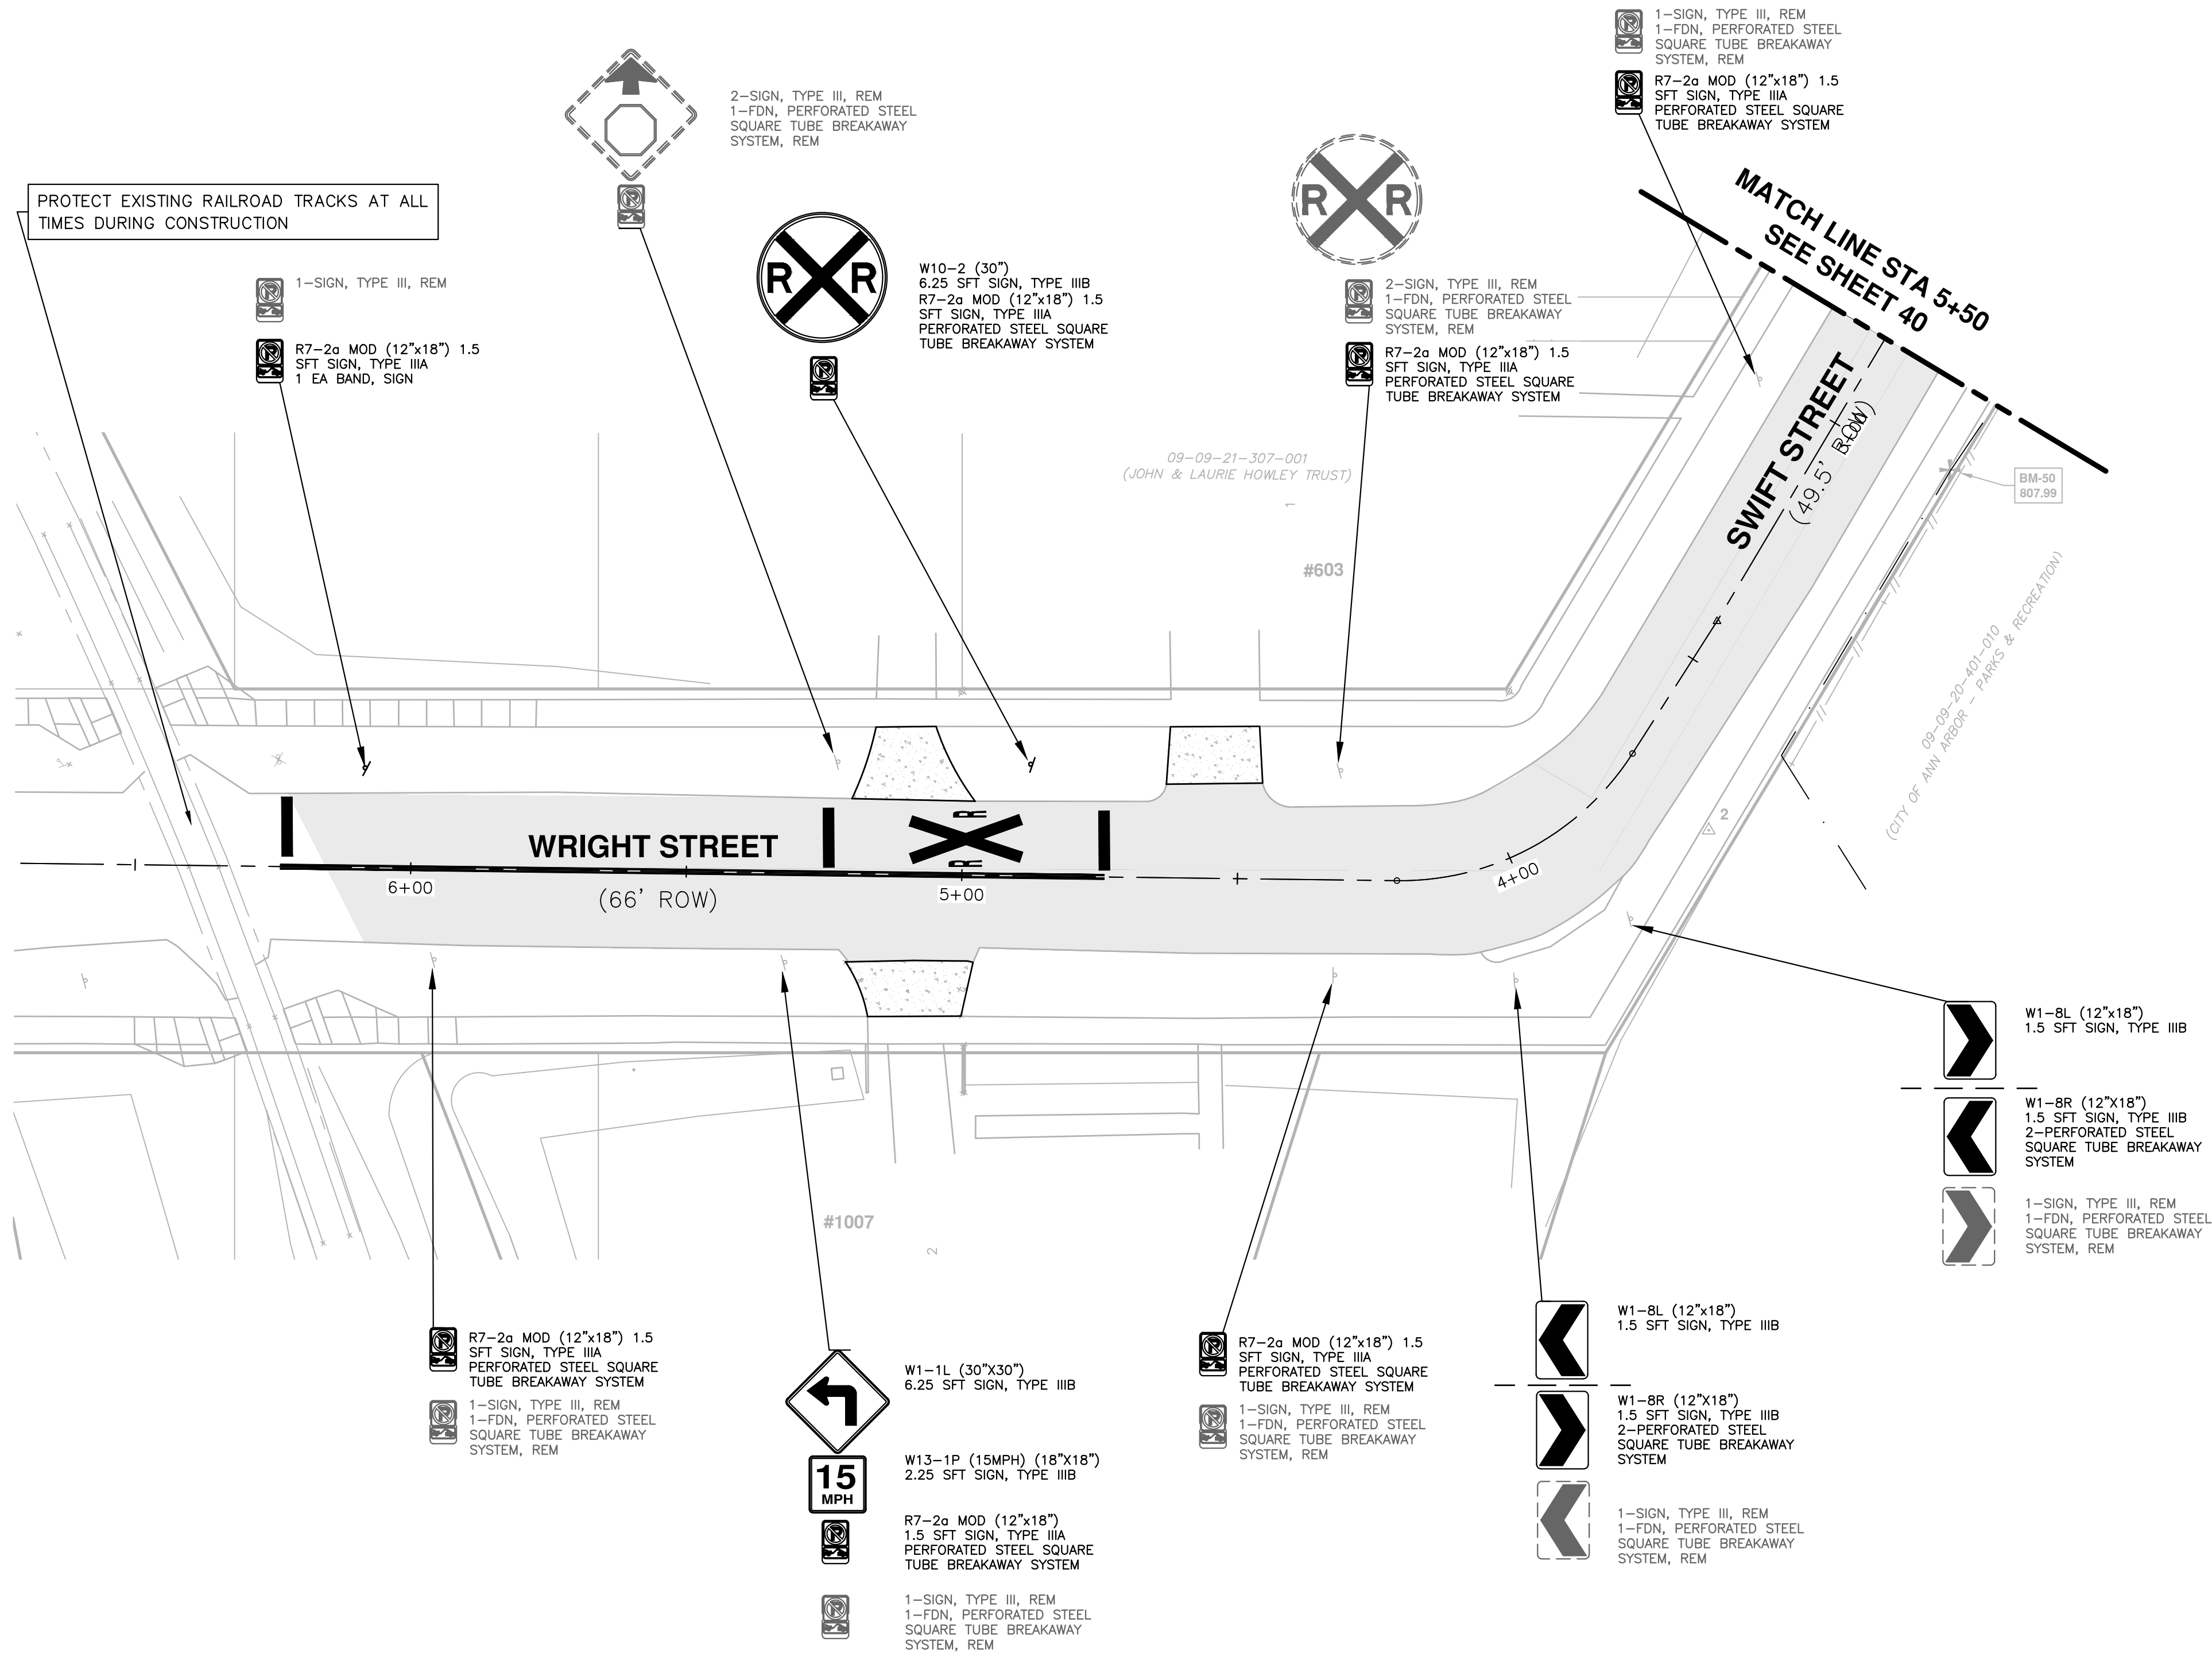 1-SIGN, TYPE III, REM
1-FDN, PERFORATED STEEL
SQUARE TUBE BREAKAWAY
SYSTEM, REM
R7-2a MOD (12"x18") 1.5
SFT SIGN, TYPE IIIA
PERFORATED STEEL SQUARE
TUBE BREAKAWAY SYSTEM
2-SIGN, TYPE III, REM
1-FDN, PERFORATED STEEL
SQUARE TUBE BREAKAWAY
SYSTEM, REM
PROTECT EXISTING RAILROAD TRACKS AT ALL
TIMES DURING CONSTRUCTION
1-SIGN, TYPE III, REM
R7-2a MOD (12"x18") 1.5
SFT SIGN, TYPE IIIA
1 EA BAND, SIGN
R R
W10-2 (30")
6.25 SFT SIGN, TYPE IIIB
R7-2a MOD (12"x18") 1.5
SFT SIGN, TYPE IIIA
PERFORATED STEEL SQUARE
TUBE BREAKAWAY SYSTEM
R R
2-SIGN, TYPE III, REM
1-FDN, PERFORATED STEEL
SQUARE TUBE BREAKAWAY
SYSTEM, REM
R7-2a MOD (12"x18") 1.5
SFT SIGN, TYPE IIIA
PERFORATED STEEL SQUARE
TUBE BREAKAWAY SYSTEM
MATCH LINE STA 5+50
SEE SHEET 40
SWIFT STREET
(49.5' ROW)
09-09-21-307-001
(JOHN & LAURIE HOWLEY TRUST)
1
#603
BM-50
807.99
09-09-20-401-010
(CITY OF ANN ARBOR - PARKS & RECREATION)
2
WRIGHT STREET
(66' ROW)
R
R
6+00
5+00
4+00
W1-8L (12"x18")
1.5 SFT SIGN, TYPE IIIB
W1-8R (12"X18")
1.5 SFT SIGN, TYPE IIIB
2-PERFORATED STEEL
SQUARE TUBE BREAKAWAY
SYSTEM
1-SIGN, TYPE III, REM
1-FDN, PERFORATED STEEL
SQUARE TUBE BREAKAWAY
SYSTEM, REM
#1007
2
R7-2a MOD (12"x18") 1.5
SFT SIGN, TYPE IIIA
PERFORATED STEEL SQUARE
TUBE BREAKAWAY SYSTEM
1-SIGN, TYPE III, REM
1-FDN, PERFORATED STEEL
SQUARE TUBE BREAKAWAY
SYSTEM, REM
W1-1L (30"X30")
6.25 SFT SIGN, TYPE IIIB
15
MPH
W13-1P (15MPH) (18"X18")
2.25 SFT SIGN, TYPE IIIB
R7-2a MOD (12"x18")
1.5 SFT SIGN, TYPE IIIA
PERFORATED STEEL SQUARE
TUBE BREAKAWAY SYSTEM
1-SIGN, TYPE III, REM
1-FDN, PERFORATED STEEL
SQUARE TUBE BREAKAWAY
SYSTEM, REM
R7-2a MOD (12"x18") 1.5
SFT SIGN, TYPE IIIA
PERFORATED STEEL SQUARE
TUBE BREAKAWAY SYSTEM
1-SIGN, TYPE III, REM
1-FDN, PERFORATED STEEL
SQUARE TUBE BREAKAWAY
SYSTEM, REM
W1-8L (12"x18")
1.5 SFT SIGN, TYPE IIIB
W1-8R (12"X18")
1.5 SFT SIGN, TYPE IIIB
2-PERFORATED STEEL
SQUARE TUBE BREAKAWAY
SYSTEM
1-SIGN, TYPE III, REM
1-FDN, PERFORATED STEEL
SQUARE TUBE BREAKAWAY
SYSTEM, REM